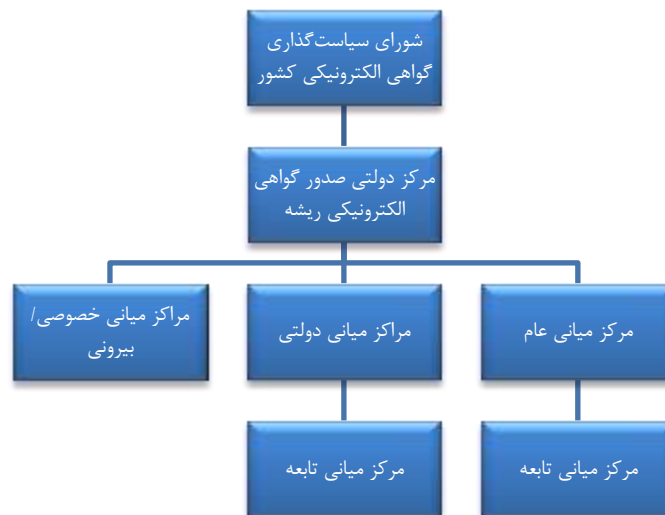 شورای سیاست‌گذاری
گواهی الکترونیکی کشور
مرکز دولتی صدور گواهی
الکترونیکی ریشه
مرکز میانی عام
مراکز میانی دولتی
مراکز میانی خصوصی/
بیرونی
مرکز میانی تابعه
مرکز میانی تابعه